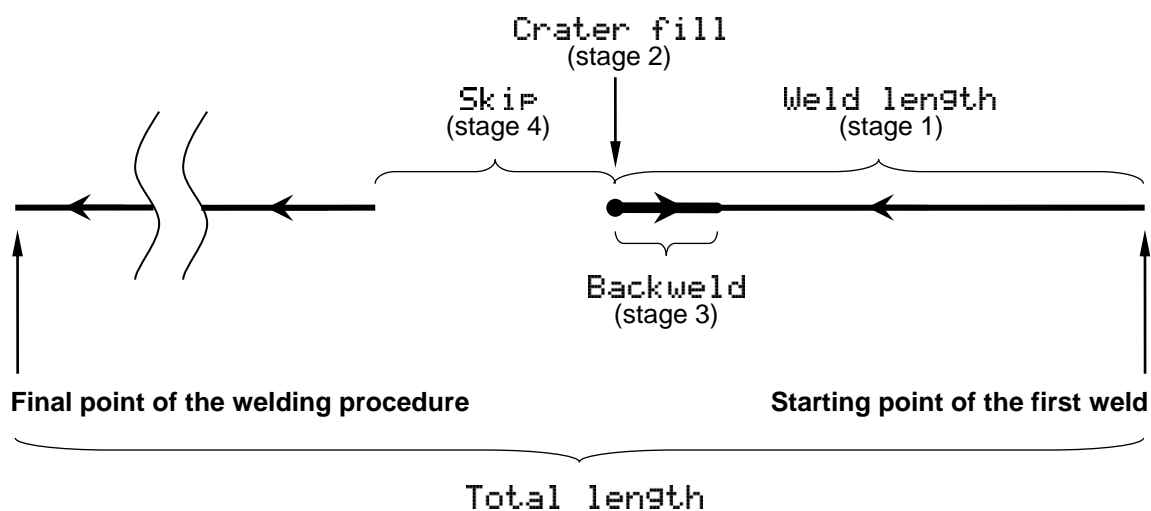 Crater fill
(stage 2)
Skip
(stage 4)
Weld length
(stage 1)
Backweld
(stage 3)
Final point of the welding procedure
Starting point of the first weld
Total length